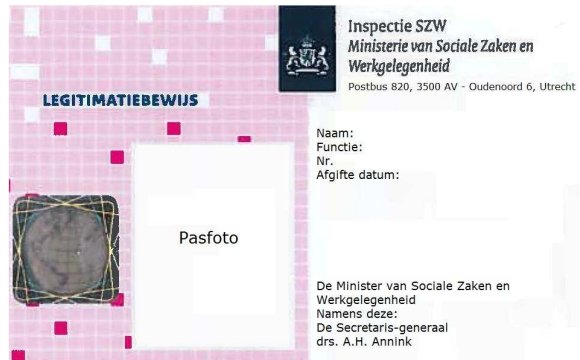 Inspectie SZW
Ministerie van Sociale Zaken en
Werkgelegenheid
Postbus 820, 3500 AV - Oudenoord 6, Utrecht
LEGITIMATIEBEWIJS
Naam:
Functie:
Nr.
Afgifte datum:
Pasfoto
De Minister van Sociale Zaken en
Werkgelegenheid
Namens deze:
De Secretaris-generaal
drs. A.H. Annink